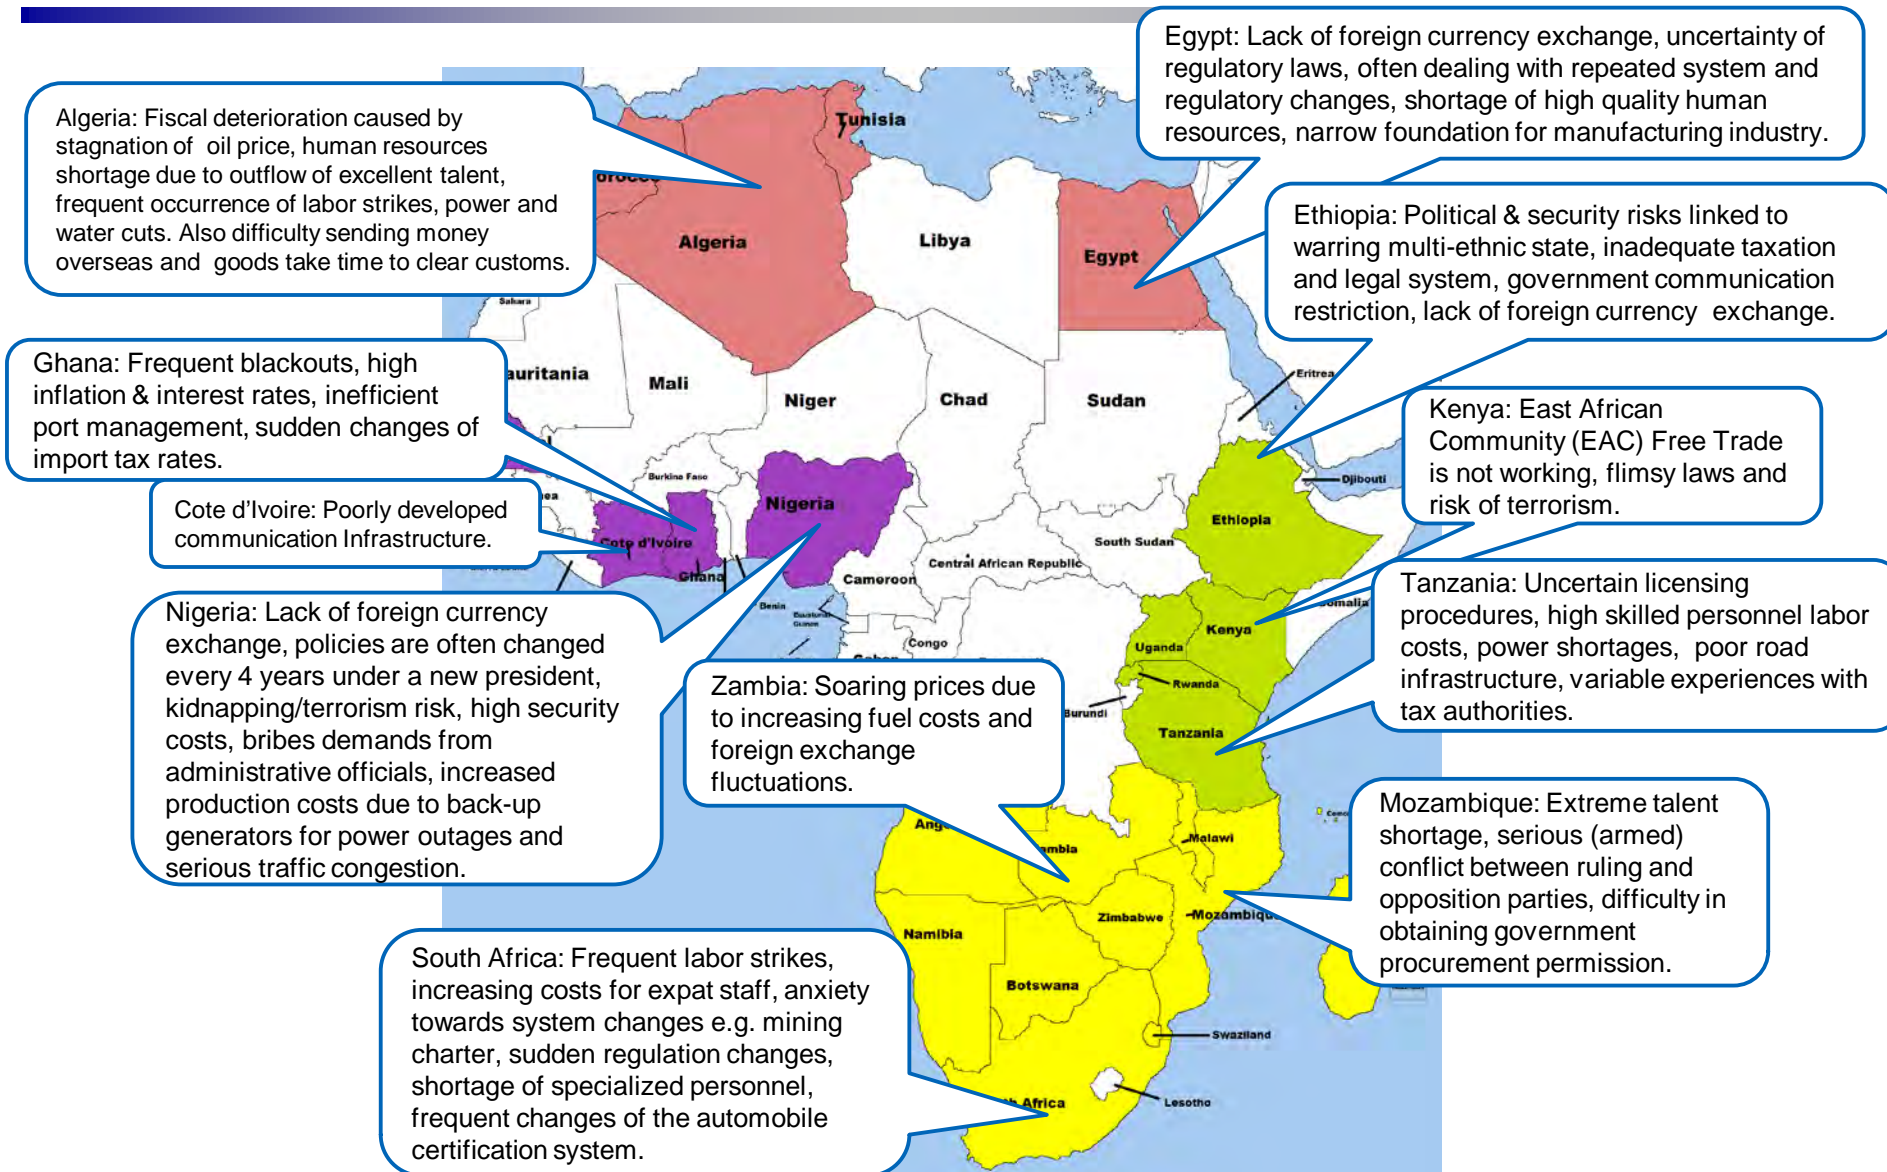 Egypt: Lack of foreign currency exchange, uncertainty of
regulatory laws, often dealing with repeated system and
regulatory changes, shortage of high quality human
resources, narrow foundation for manufacturing industry.
Algeria: Fiscal deterioration caused by
stagnation of oil price, human resources
shortage due to outflow of excellent talent,
frequent occurrence of labor strikes, power and
water cuts. Also difficulty sending money
overseas and goods take time to clear customs.
Ethiopia: Political & security risks linked to
warring multi-ethnic state, inadequate taxation
and legal system, government communication
restriction, lack of foreign currency exchange.
Ghana: Frequent blackouts, high
inflation & interest rates, inefficient
port management, sudden changes of
import tax rates.
Kenya: East African
Community (EAC) Free Trade
is not working, flimsy laws and
risk of terrorism.
Cote d'Ivoire: Poorly developed
communication Infrastructure.
Tanzania: Uncertain licensing
procedures, high skilled personnel labor
costs, power shortages, poor road
infrastructure, variable experiences with
tax authorities.
Nigeria: Lack of foreign currency
exchange, policies are often changed
every 4 years under a new president,
kidnapping/terrorism risk, high security
costs, bribes demands from
administrative officials, increased
production costs due to back-up
generators for power outages and
serious traffic congestion.
Zambia: Soaring prices due
to increasing fuel costs and
foreign exchange
fluctuations.
Mozambique: Extreme talent
shortage, serious (armed)
conflict between ruling and
opposition parties, difficulty in
obtaining government
procurement permission.
South Africa: Frequent labor strikes,
increasing costs for expat staff, anxiety
towards system changes e.g. mining
charter, sudden regulation changes,
shortage of specialized personnel,
frequent changes of the automobile
certification system.
Tunisia
orocco
Algeria
Libya
Egypt
Sahara
auritania
Mali
Niger
Chad
Sudan
Eritrea
Djibouti
Burkina Faso
Nigeria
Ethiopia
Cote d'Ivoire
Ghana
Benin
Cameroon
Central African Republic
South Sudan
Somalia
Equatorial
Guinea
Congo
Uganda
Kenya
Rwanda
Burundi
Tanzania
Ango
ambia
Malawi
Zimbabwe
Mozambique
Namibia
Botswana
Swaziland
Africa
Lesotho